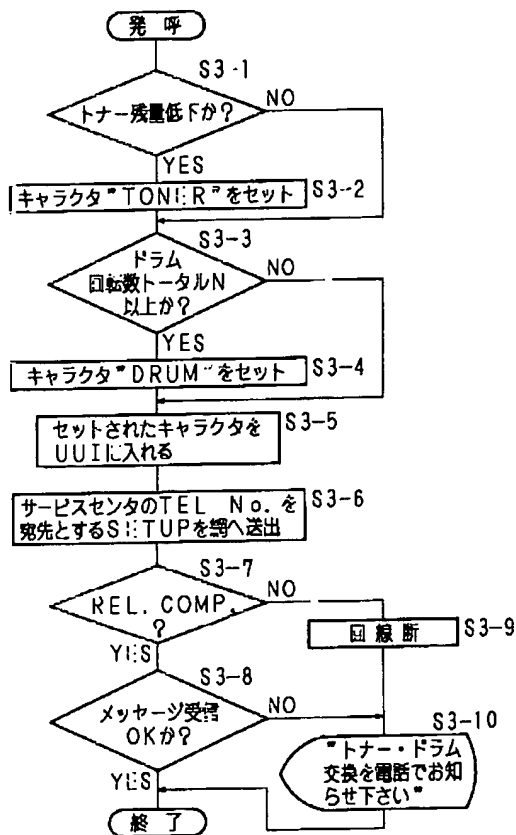 発呼
S3-1
トナー残量低下か?
NO
YES
キャラクタ"TONER"をセット
S3-2
S3-3
ドラム
回転数トータルN
以上か?
NO
YES
キャラクタ"DRUM"をセット
S3-4
セットされたキャラクタを
UUIに入れる
S3-5
サービスセンタのTEL No.を
宛先とするSETUPを網へ送出
S3-6
S3-7
REL. COMP.
?
NO
YES
回線断
S3-9
S3-8
メッセージ受信
OKか?
NO
YES
S3-10
"トナー・ドラム
交換を電話でお知
らせ下さい"
終了